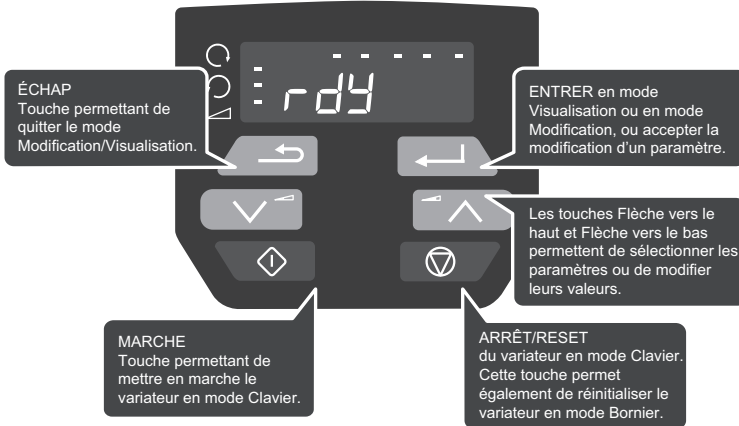 rdy
ÉCHAP
Touche permettant de
quitter le mode
Modification/Visualisation.
ENTRER en mode
Visualisation ou en mode
Modification, ou accepter la
modification d'un paramètre.
Les touches Flèche vers le
haut et Flèche vers le bas
permettent de sélectionner les
paramètres ou de modifier
leurs valeurs.
MARCHE
Touche permettant de
mettre en marche le
variateur en mode Clavier.
ARRÊT/RESET
du variateur en mode Clavier.
Cette touche permet
également de réinitialiser le
variateur en mode Bornier.